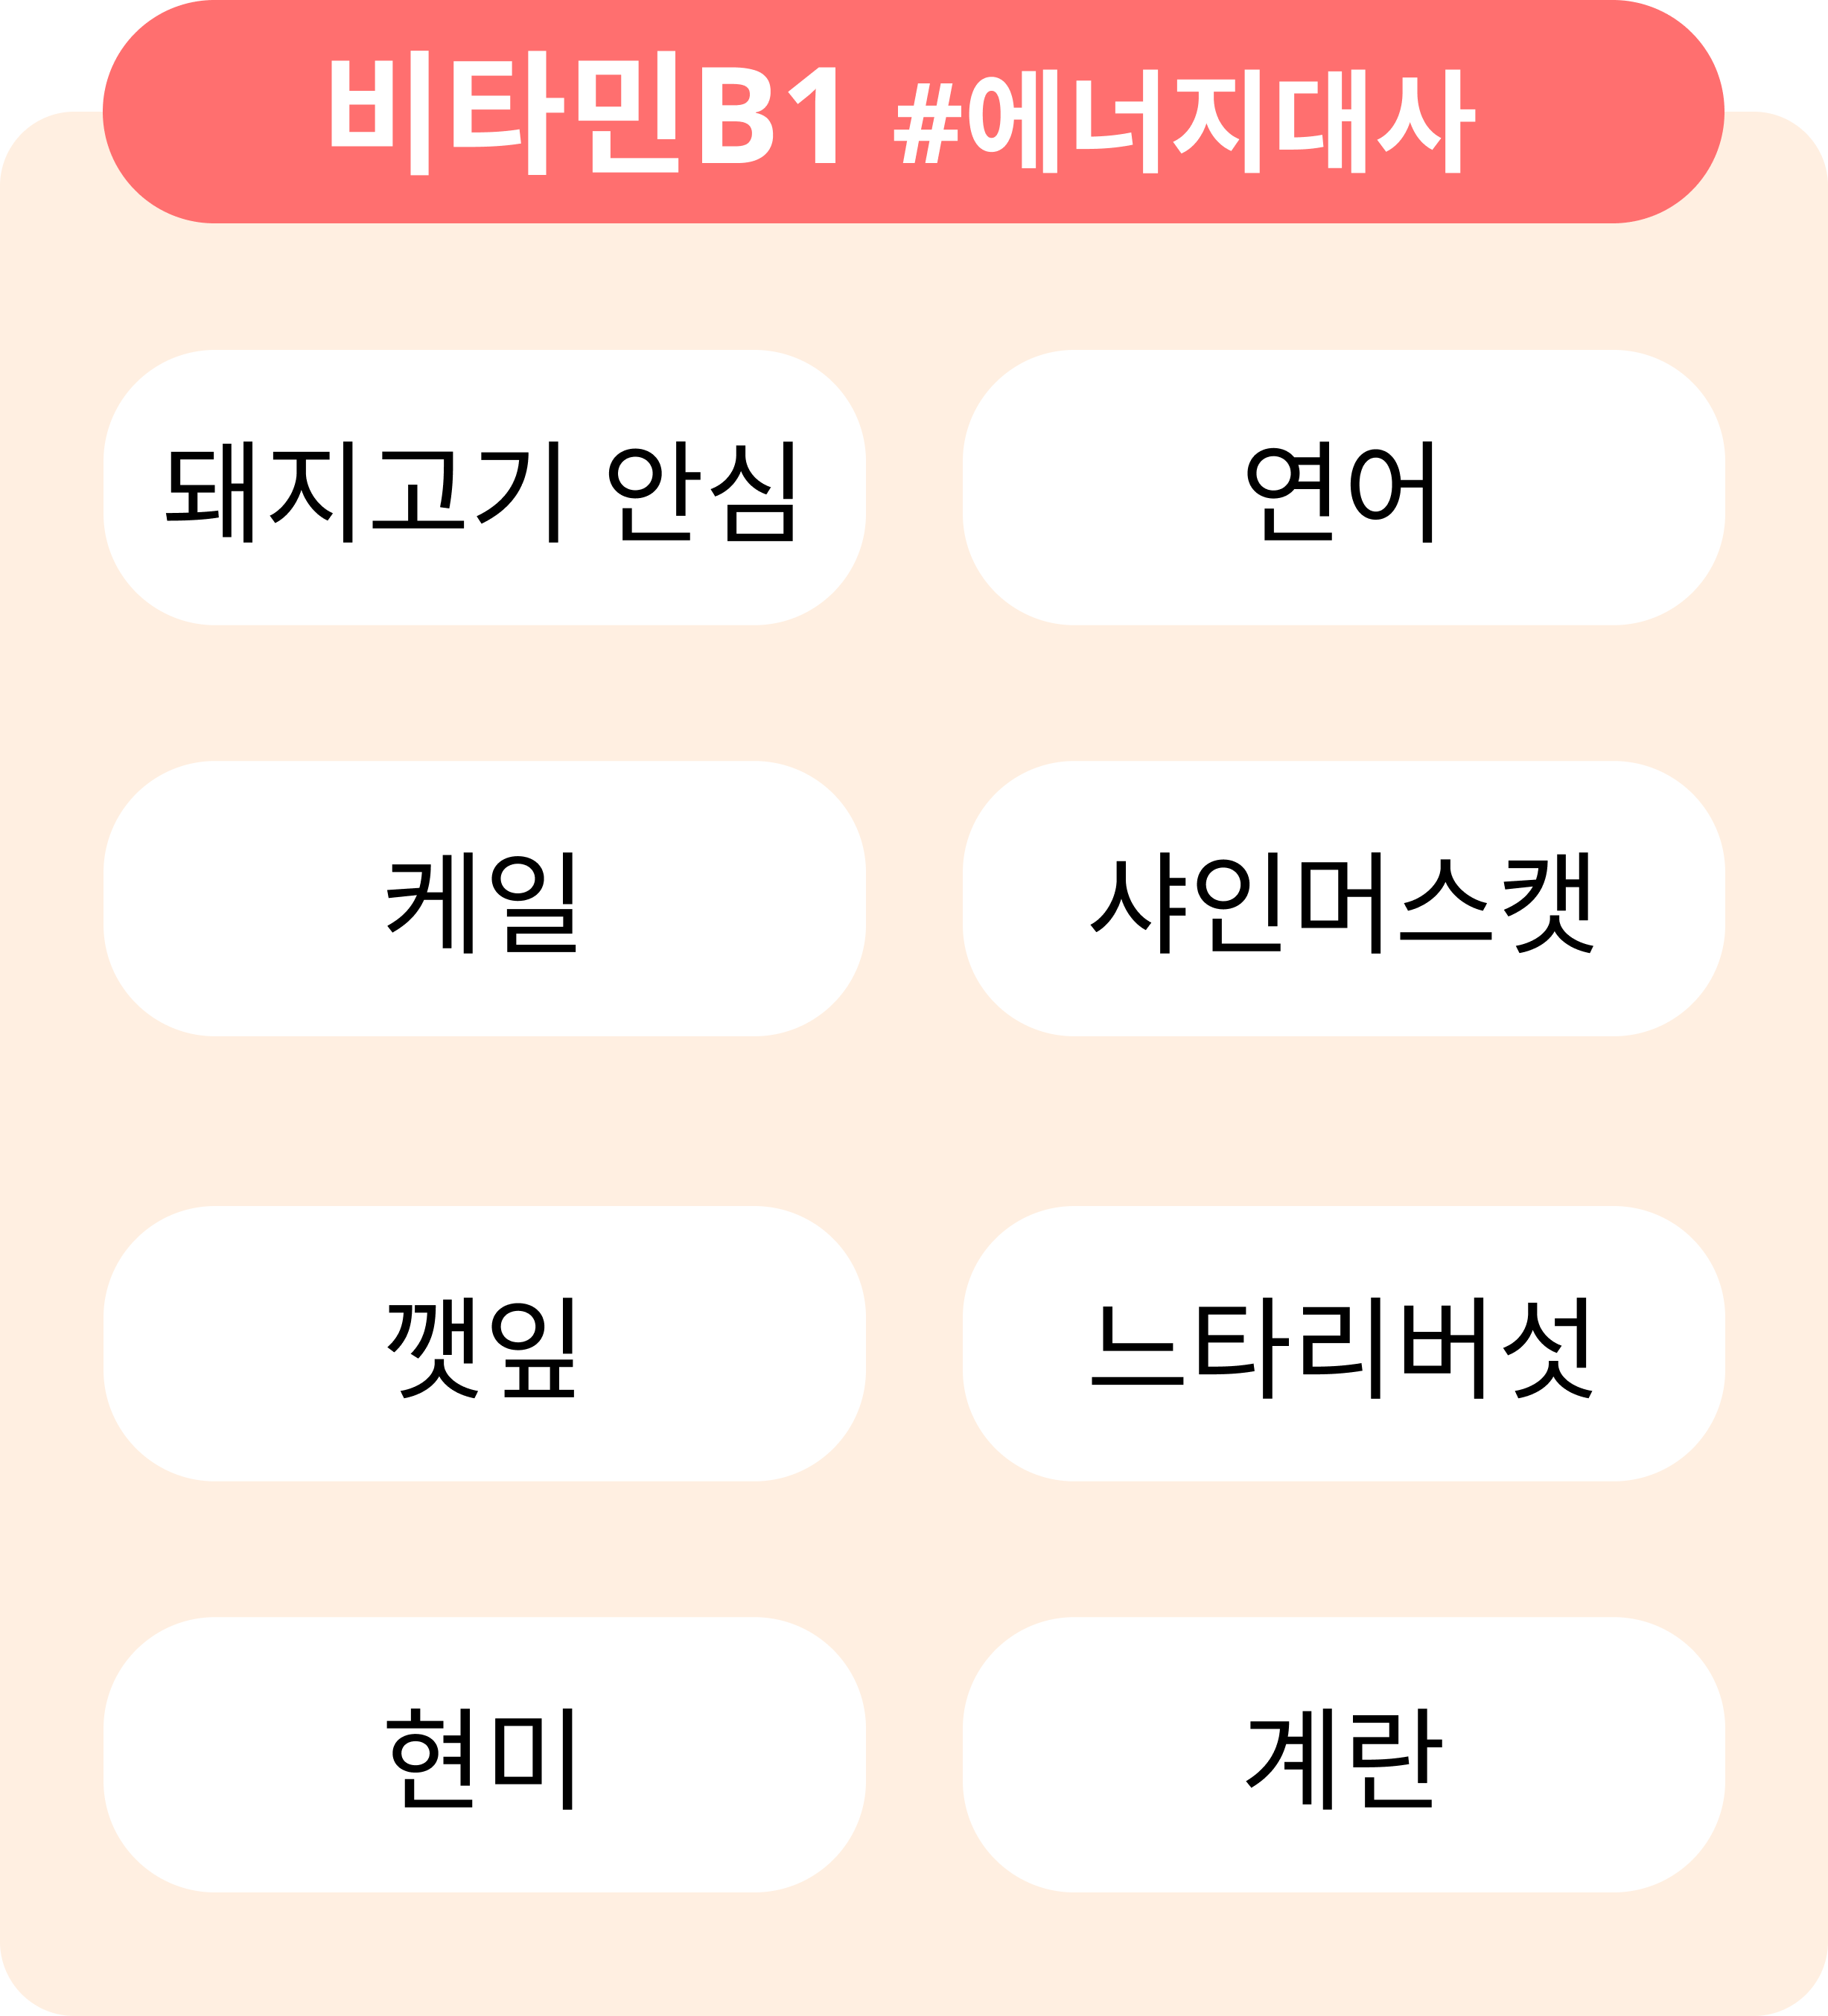 비타민B1 #에너지대사
돼지고기 안심
연어
케일
샤인머스캣
깻잎
느타리버섯
현미
계란